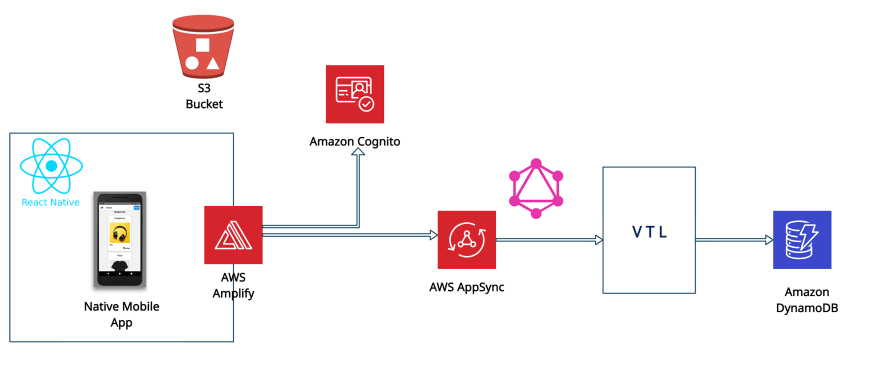 S3
Bucket
Amazon Cognito
React Native
AWS
Amplify
Native Mobile
App
AWS AppSync
VTL
Amazon
DynamoDB